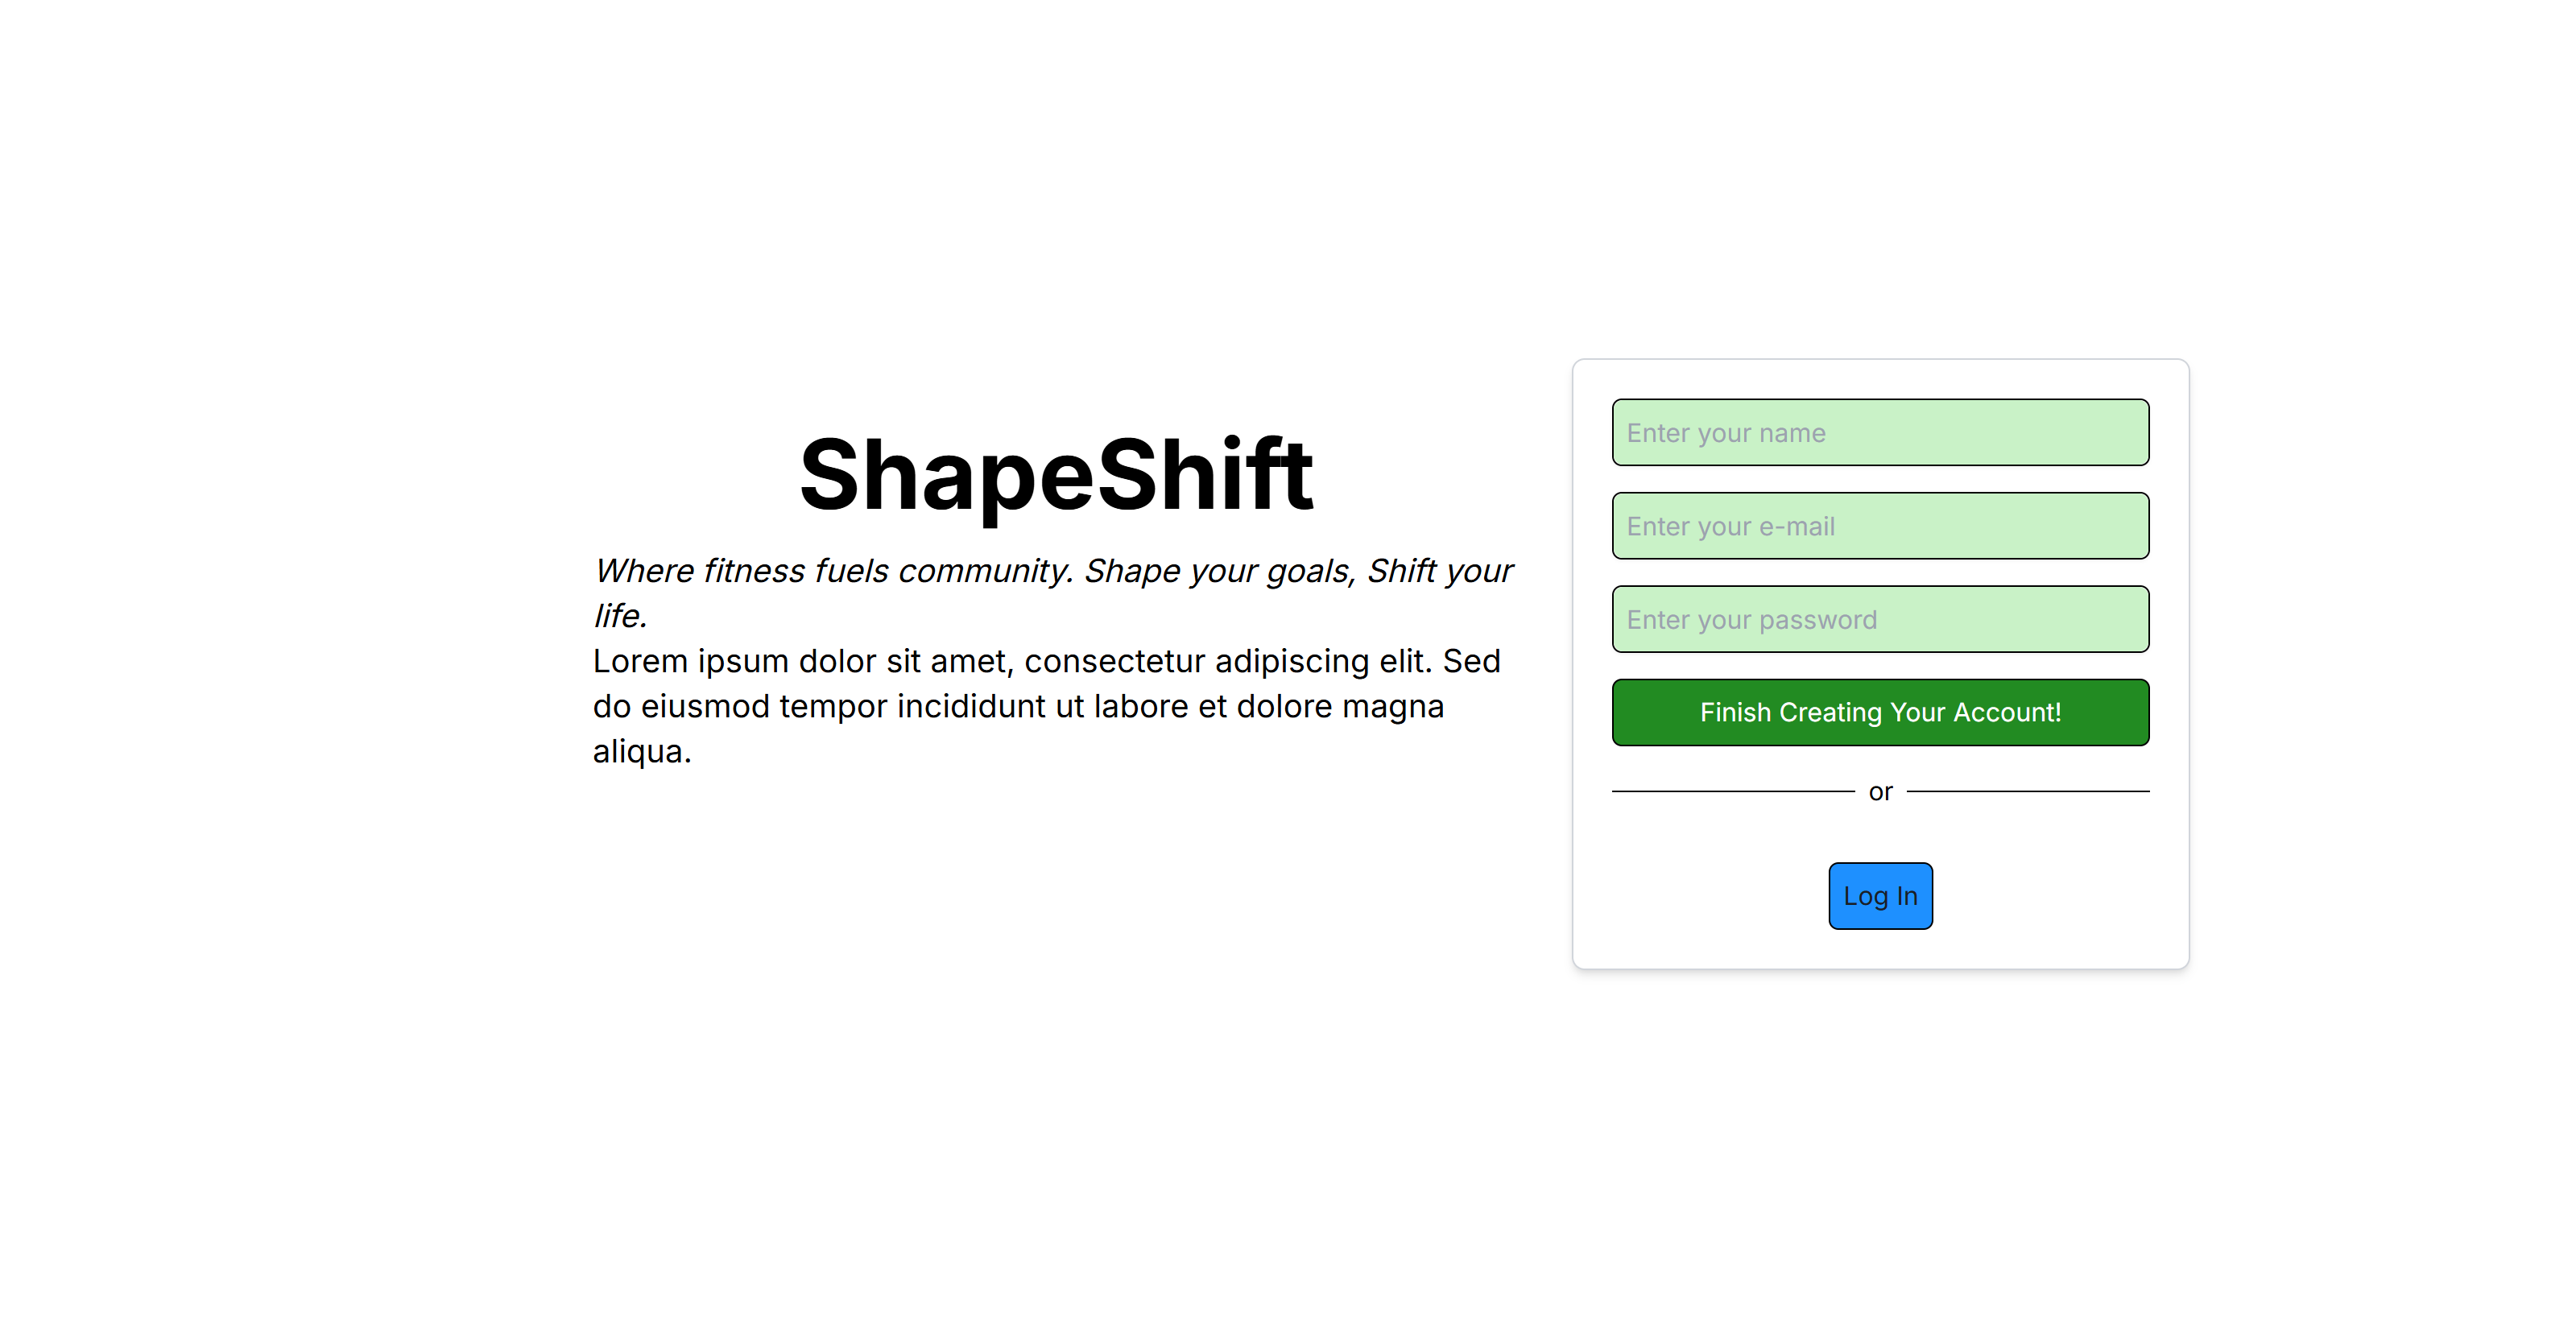 ShapeShift
Where fitness fuels community. Shape your goals, Shift your
life.
Lorem ipsum dolor sit amet, consectetur adipiscing elit. Sed
do eiusmod tempor incididunt ut labore et dolore magna
aliqua.
Enter your name
Enter your e-mail
Enter your password
Finish Creating Your Account!
or
Log In